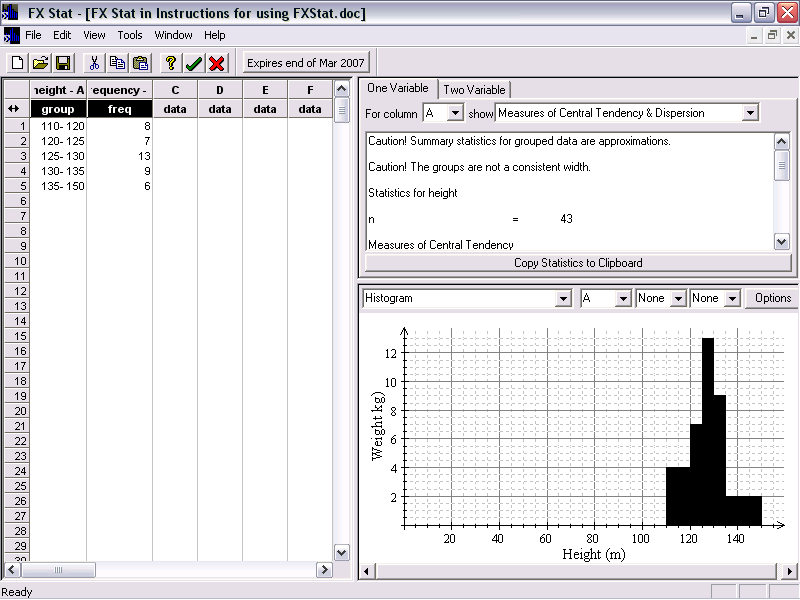 FX Stat - [FX Stat in Instructions for using FXStat.doc]
File Edit View Tools Window Help
Expires end of Mar 2007
height - A requency - C D E F
group freq data data data data
1 110- 120 8
2 120- 125 7
3 125- 130 13
4 130- 135 9
5 135- 150 6
6
7
8
9
10
11
12
13
14
15
16
17
18
19
20
21
22
23
24
25
26
27
28
29
30
One Variable Two Variable
For column A show Measures of Central Tendency & Dispersion
Caution! Summary statistics for grouped data are approximations.
Caution! The groups are not a consistent width.
Statistics for height
n = 43
Measures of Central Tendency
Copy Statistics to Clipboard
Histogram A None None Options
Weight kg)
12
10
8
6
4
2
20 40 60 80 100 120 140
Height (m)
Ready